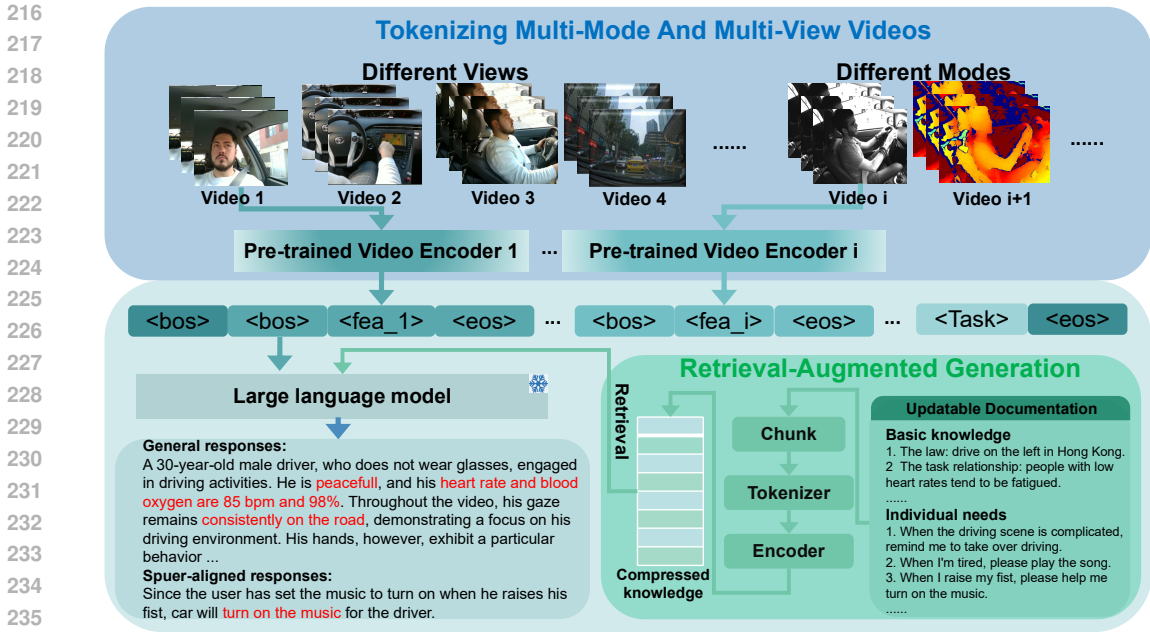 216
217
218
219
220
221
222
223
224
225
226
227
228
229
230
231
232
233
234
235
Tokenizing Multi-Mode And Multi-View Videos
Different Views
Different Modes
Video 1
Video 2
Video 3
Video 4
......
Video i
Video i+1
......
Pre-trained Video Encoder 1
...
Pre-trained Video Encoder i
<bos>
<bos>
<fea_1>
<eos>
...
<bos>
<fea_i>
<eos>
...
<Task>
<eos>
Large language model
General responses:
A 30-year-old male driver, who does not wear glasses, engaged
in driving activities. He is peacefull, and his heart rate and blood
oxygen are 85 bpm and 98%. Throughout the video, his gaze
remains consistently on the road, demonstrating a focus on his
driving environment. His hands, however, exhibit a particular
behavior ...
Spuer-aligned responses:
Since the user has set the music to turn on when he raises his
fist, car will turn on the music for the driver.
Retrieval-Augmented Generation
Retrieval
Compressed
knowledge
Chunk
Tokenizer
Encoder
Updatable Documentation
Basic knowledge
1. The law: drive on the left in Hong Kong.
2 The task relationship: people with low
heart rates tend to be fatigued.
......
Individual needs
1. When the driving scene is complicated,
remind me to take over driving.
2. When I'm tired, please play the song.
3. When I raise my fist, please help me
turn on the music.
......